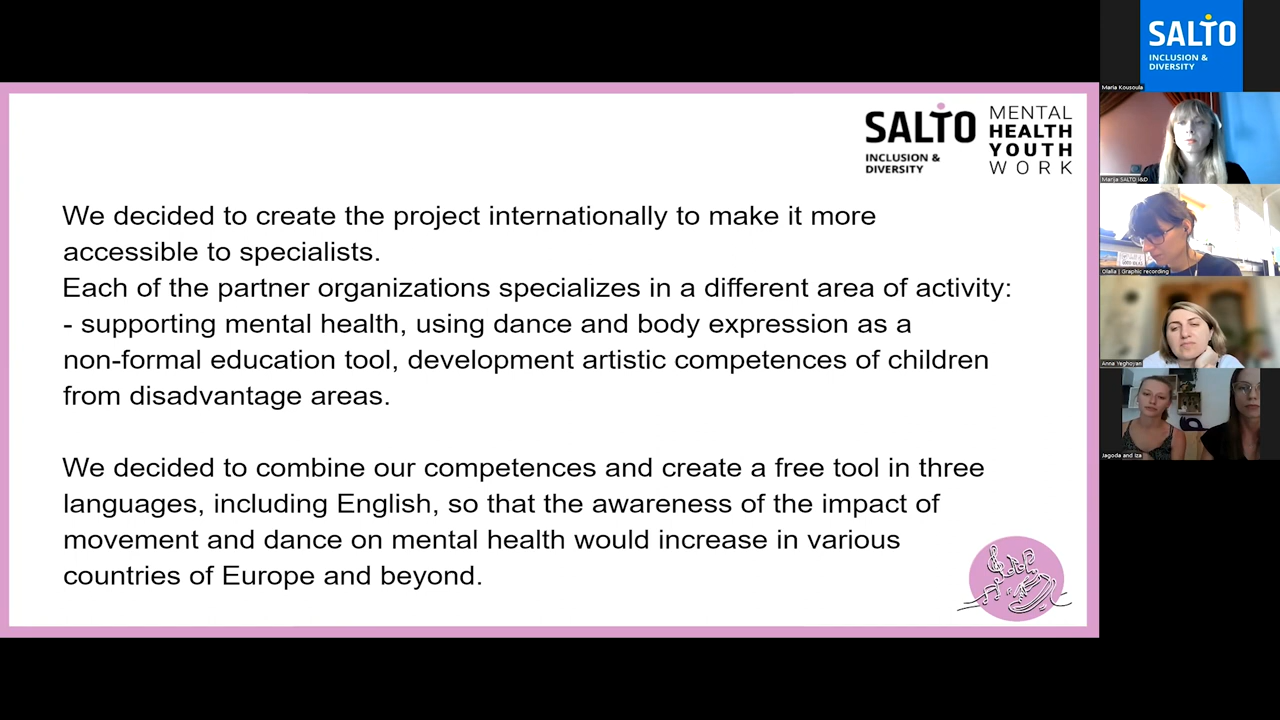 SALTO
INCLUSION &
DIVERSITY
MENTAL
HEALTH
YOUTH
WORK
We decided to create the project internationally to make it more
accessible to specialists.
Each of the partner organizations specializes in a different area of activity:
- supporting mental health, using dance and body expression as a
non-formal education tool, development artistic competences of children
from disadvantage areas.
We decided to combine our competences and create a free tool in three
languages, including English, so that the awareness of the impact of
movement and dance on mental health would increase in various
countries of Europe and beyond.
SALTO
INCLUSION &
DIVERSITY
Maria Kousoula
Marija SALTO I&D
Olalla | Graphic recording
Anna Yeghoyan
Jagoda and Iza